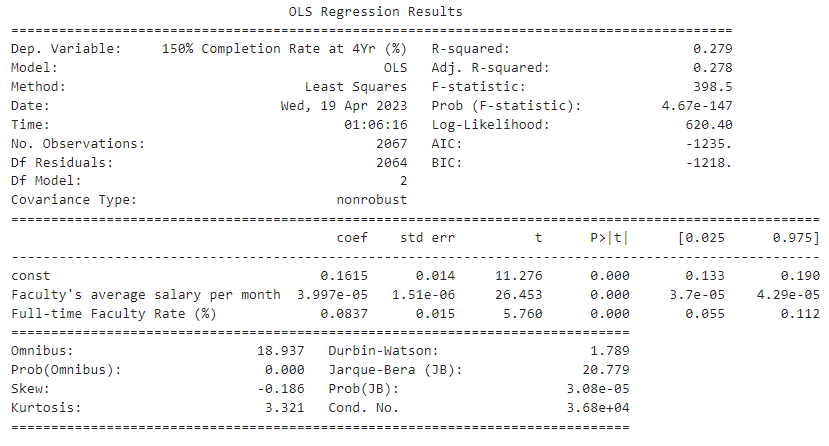 OLS Regression Results
==============================================================================
Dep. Variable:     150% Completion Rate at 4Yr (%)   R-squared:                       0.279
Model:                                         OLS   Adj. R-squared:                  0.278
Method:                              Least Squares   F-statistic:                     398.5
Date:                             Wed, 19 Apr 2023   Prob (F-statistic):          4.67e-147
Time:                                     01:06:16   Log-Likelihood:                 620.40
No. Observations:                             2067   AIC:                            -1235.
Df Residuals:                                 2064   BIC:                            -1218.
Df Model:                                        2
Covariance Type:                         nonrobust
==============================================================================
coef    std err          t      P>|t|      [0.025      0.975]
------------------------------------------------------------------------------
const                                   0.1615      0.014     11.276      0.000       0.133       0.190
Faculty's average salary per month  3.997e-05   1.51e-06     26.453      0.000     3.7e-05    4.29e-05
Full-time Faculty Rate (%)              0.0837      0.015      5.760      0.000       0.055       0.112
==============================================================================
Omnibus:                       18.937   Durbin-Watson:                   1.789
Prob(Omnibus):                  0.000   Jarque-Bera (JB):               20.779
Skew:                          -0.186   Prob(JB):                     3.08e-05
Kurtosis:                       3.321   Cond. No.                     3.68e+04
==============================================================================